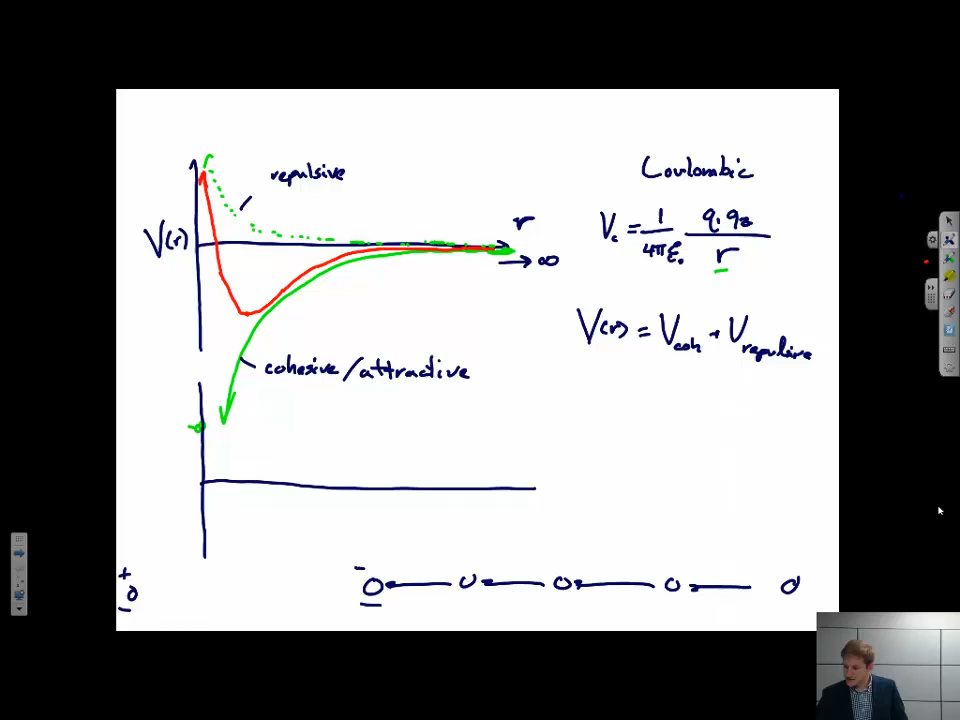 repulsive
Coulombic
r
V(r)
V_c = 1/4πε₀ q₁q₂/r
→ ∞
V(r) = V_coh + V_repulsive
cohesive/attractive
+
-